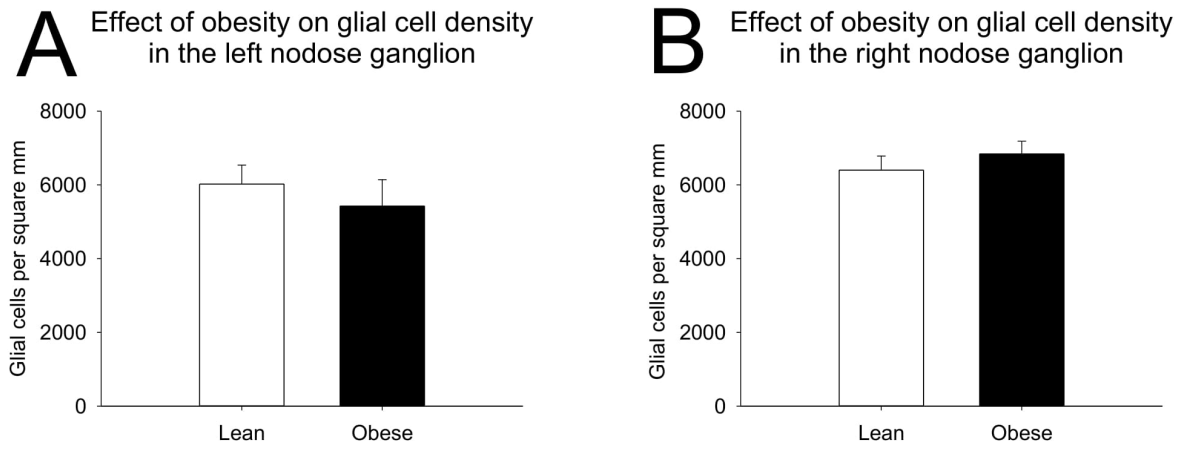 A
Effect of obesity on glial cell density
in the left nodose ganglion
Glial cells per square mm
8000
6000
4000
2000
0
Lean
Obese
B
Effect of obesity on glial cell density
in the right nodose ganglion
Glial cells per square mm
8000
6000
4000
2000
0
Lean
Obese